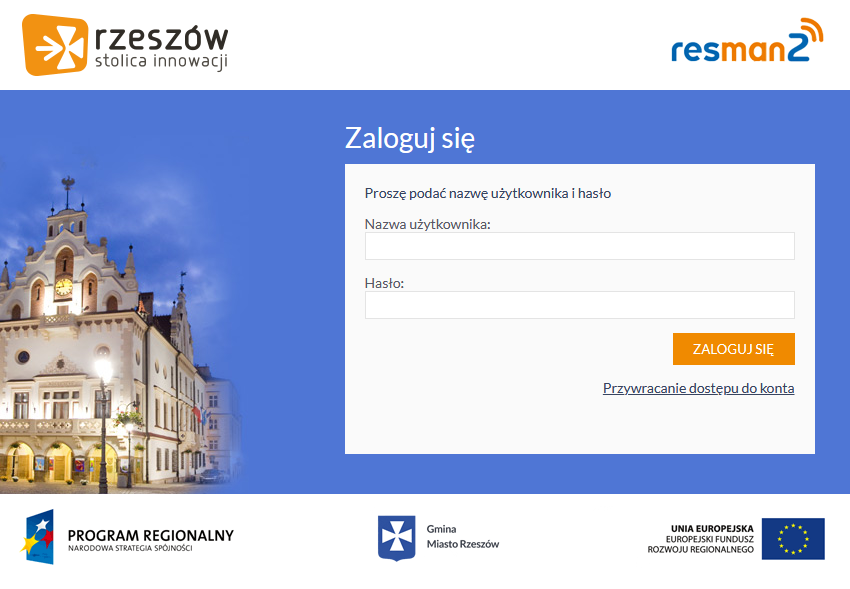 rzeszów
stolica innowacji
resman2
Zaloguj się
Proszę podać nazwę użytkownika i hasło
Nazwa użytkownika:
Hasło:
ZALOGUJ SIĘ
Przywracanie dostępu do konta
PROGRAM REGIONALNY
NARODOWA STRATEGIA SPÓJNOŚCI
Gmina
Miasto Rzeszów
UNIA EUROPEJSKA
EUROPEJSKI FUNDUSZ
ROZWOJU REGIONALNEGO